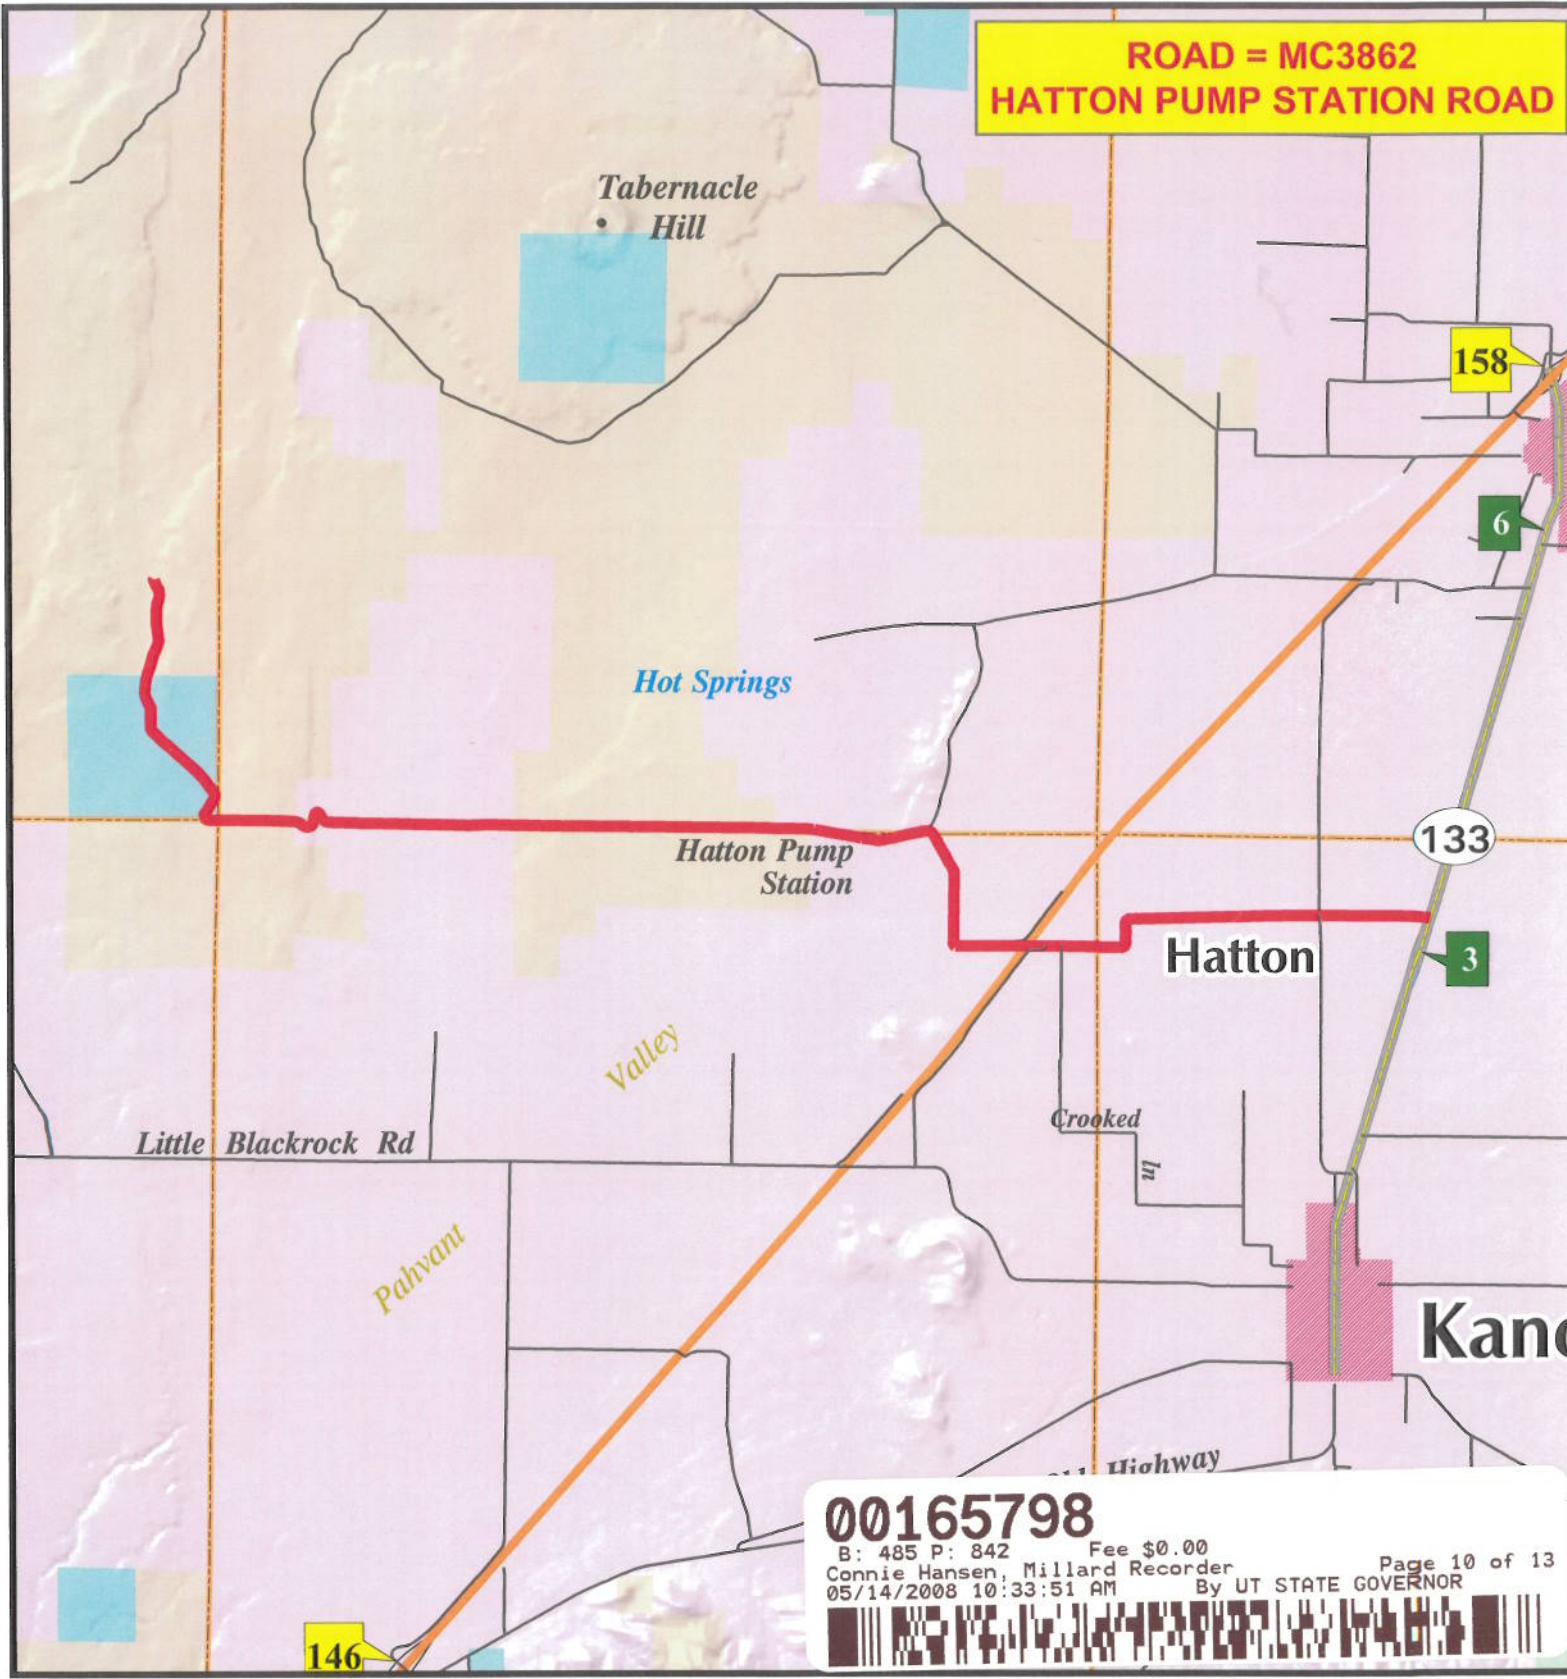 ROAD = MC3862
HATTON PUMP STATION ROAD
Tabernacle
Hill
158
6
Hot Springs
133
Hatton Pump
Station
Hatton
3
Valley
Crooked
Ln
Little Blackrock Rd
Pahvant
Highway
00165798
B: 485 P: 842 Fee $0.00
Connie Hansen, Millard Recorder Page 10 of 13
05/14/2008 10:33:51 AM By UT STATE GOVERNOR
146